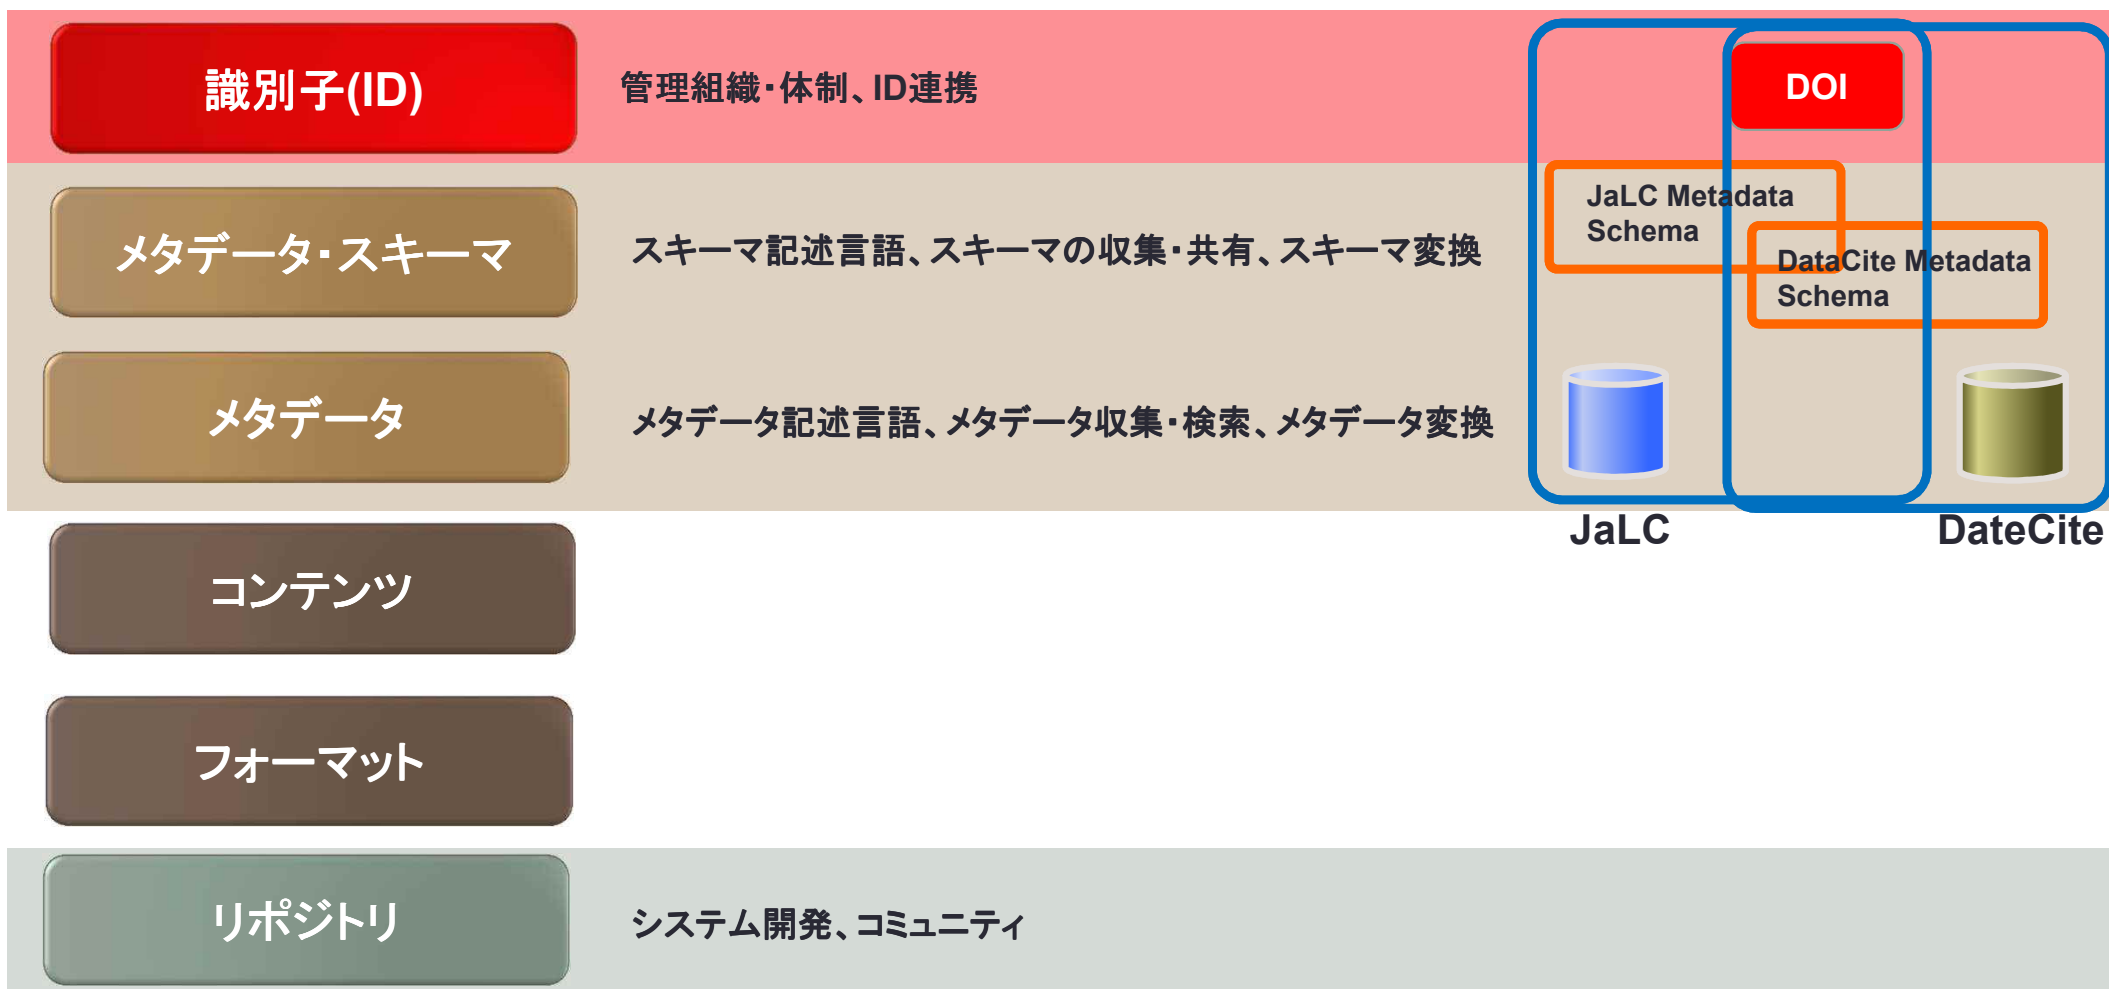 識別子(ID)
管理組織・体制、ID連携
DOI
メタデータ・スキーマ
スキーマ記述言語、スキーマの収集・共有、スキーマ変換
JaLC Metadata
Schema
DataCite Metadata
Schema
メタデータ
メタデータ記述言語、メタデータ収集・検索、メタデータ変換
JaLC
DateCite
コンテンツ
フォーマット
リポジトリ
システム開発、コミュニティ